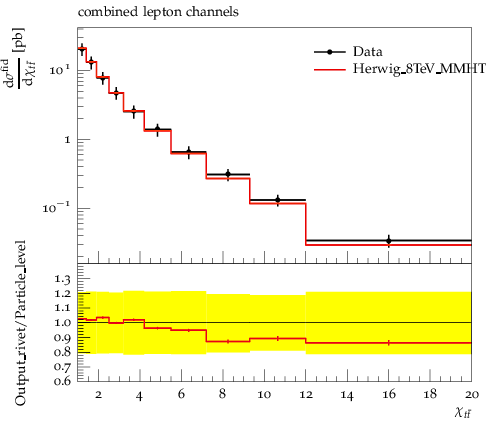 combined lepton channels
dσ^fid/dχ_tt̄ [pb]
Data
Herwig_8TeV_MMHT
10^1
1
10^−1
Output_rivet/Particle_level
1.3
1.2
1.1
1.0
0.9
0.8
0.7
0.6
2 4 6 8 10 12 14 16 18 20
χ_tt̄